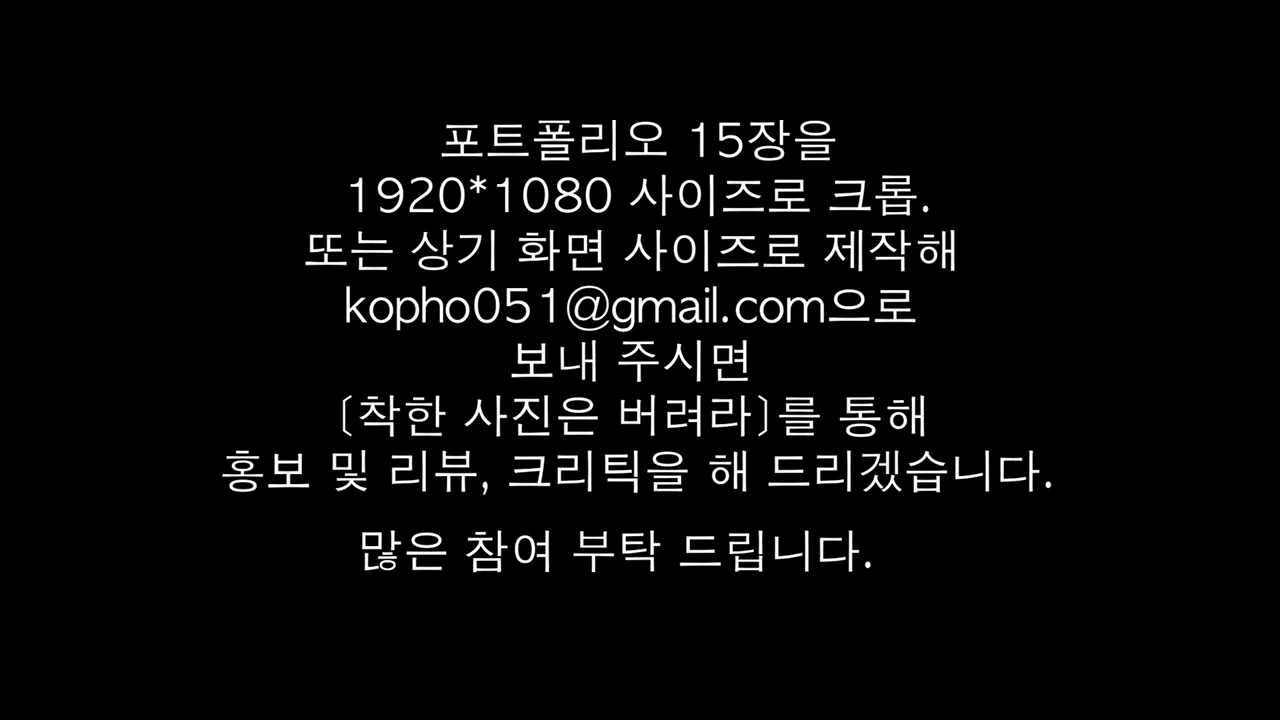 포트폴리오 15장을
1920*1080 사이즈로 크롭.
또는 상기 화면 사이즈로 제작해
kopho051@gmail.com으로
보내 주시면
〔착한 사진은 버려라〕를 통해
홍보 및 리뷰, 크리틱을 해 드리겠습니다.
많은 참여 부탁 드립니다.